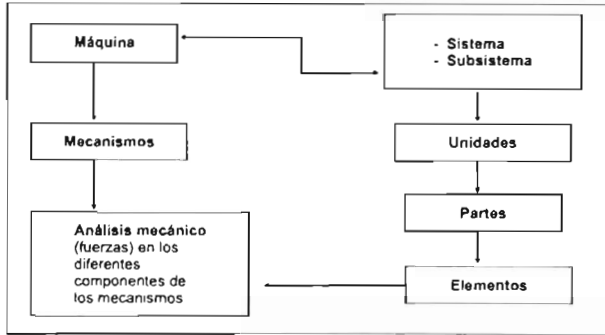 Máquina
- Sistema
- Subsistema
Mecanismos
Unidades
Partes
Análisis mecánico
(fuerzas) en los
diferentes
componentes de
los mecanismos
Elementos